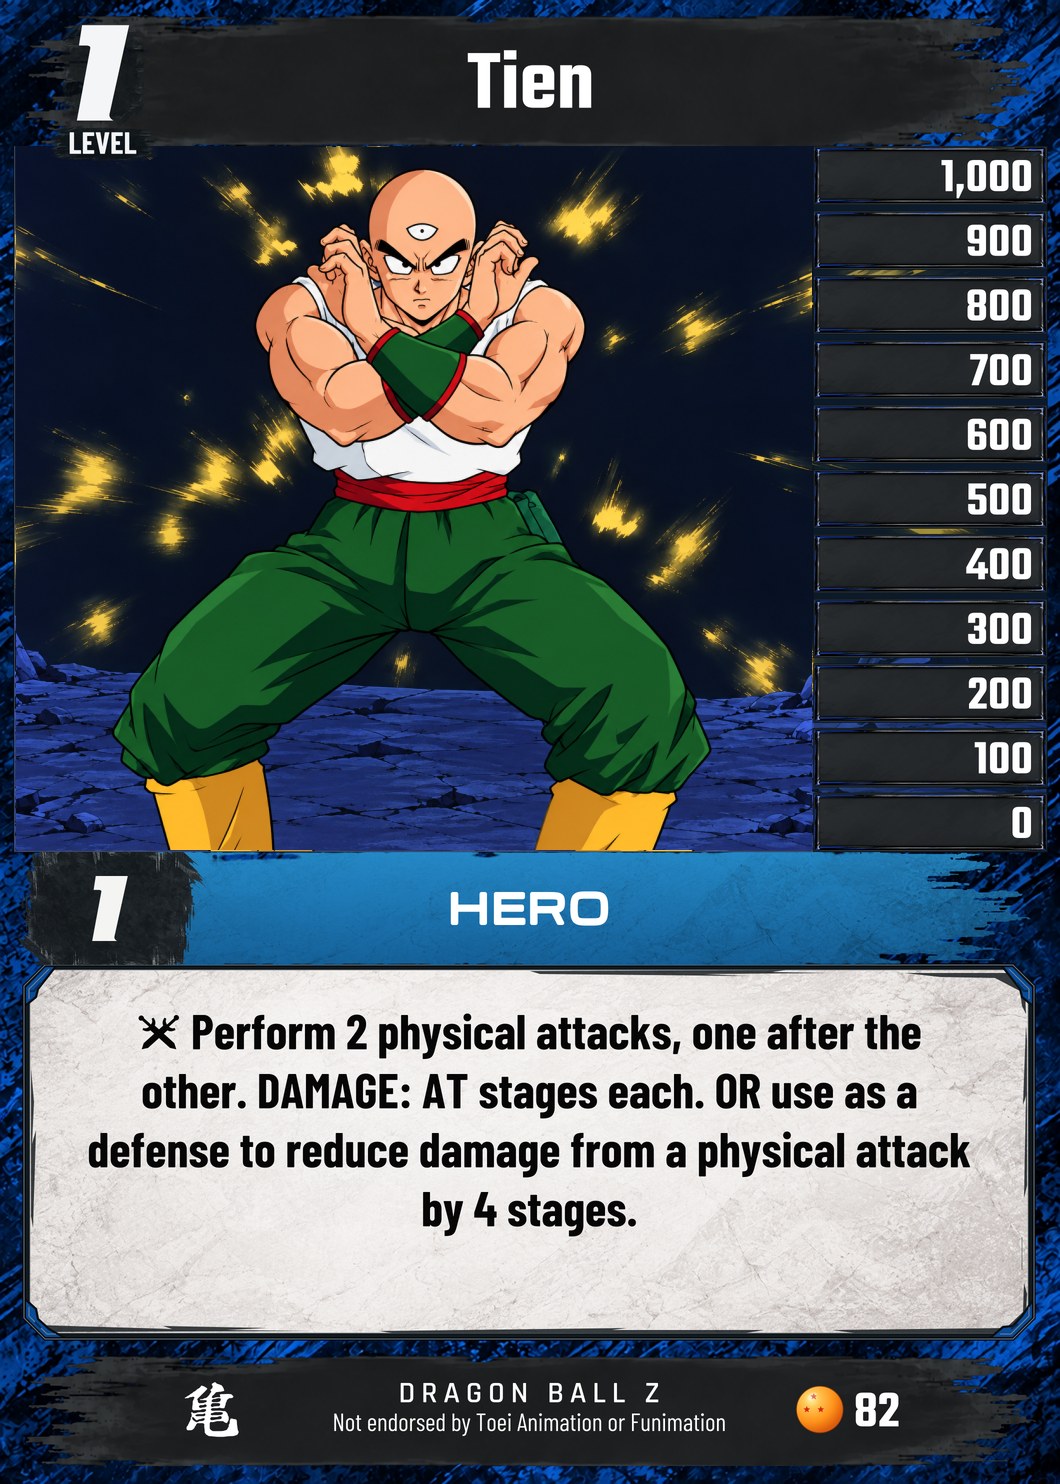 1
LEVEL
Tien
1,000
900
800
700
600
500
400
300
200
100
0
1
HERO
Perform 2 physical attacks, one after the
other. DAMAGE: AT stages each. OR use as a
defense to reduce damage from a physical attack
by 4 stages.
亀
DRAGON BALL Z
Not endorsed by Toei Animation or Funimation
82